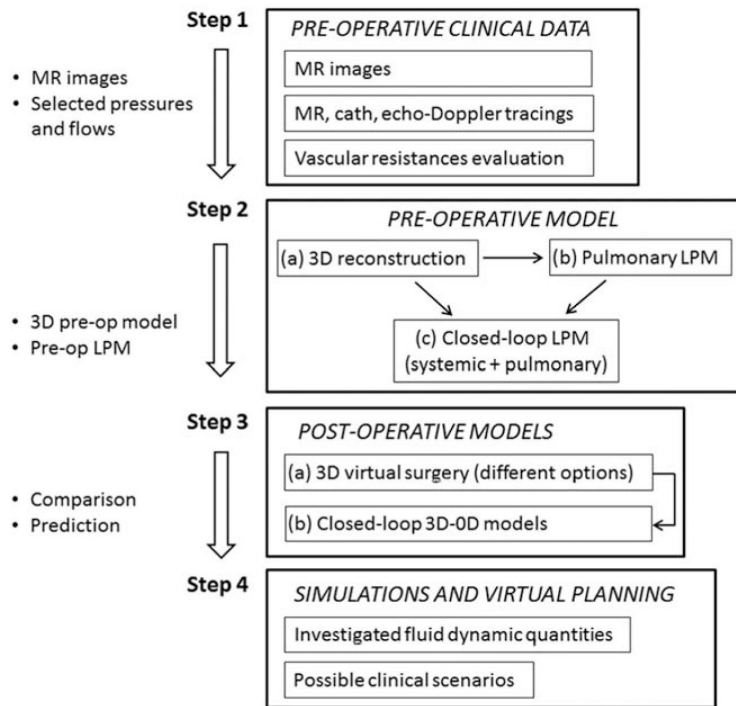 Step 1
PRE-OPERATIVE CLINICAL DATA
MR images
MR, cath, echo-Doppler tracings
Vascular resistances evaluation
• MR images
• Selected pressures
and flows
Step 2
PRE-OPERATIVE MODEL
(a) 3D reconstruction
(b) Pulmonary LPM
(c) Closed-loop LPM
(systemic + pulmonary)
• 3D pre-op model
• Pre-op LPM
Step 3
POST-OPERATIVE MODELS
(a) 3D virtual surgery (different options)
(b) Closed-loop 3D-0D models
• Comparison
• Prediction
Step 4
SIMULATIONS AND VIRTUAL PLANNING
Investigated fluid dynamic quantities
Possible clinical scenarios